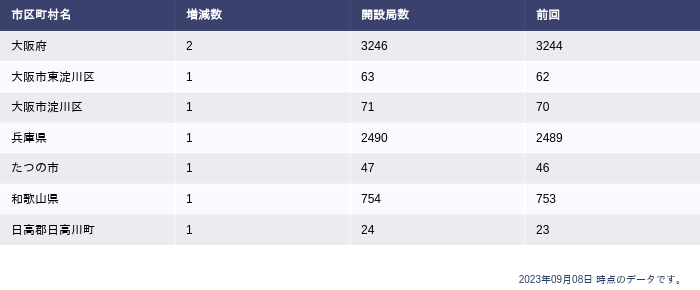 市区町村名 増減数 開設局数 前回
大阪府 2 3246 3244
大阪市東淀川区 1 63 62
大阪市淀川区 1 71 70
兵庫県 1 2490 2489
たつの市 1 47 46
和歌山県 1 754 753
日高郡日高川町 1 24 23
2023年09月08日 時点のデータです。